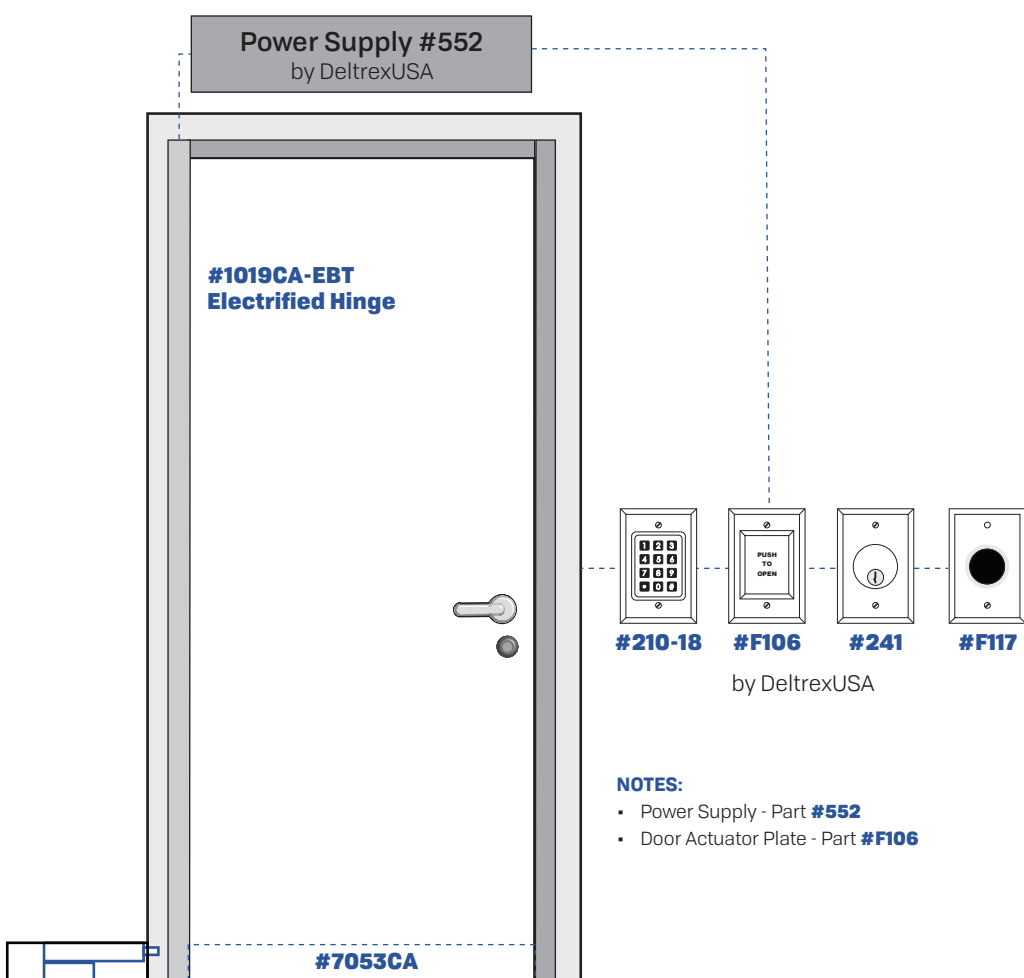 Power Supply #552
by DeltrexUSA
#1019CA-EBT
Electrified Hinge
1 2 3
4 5 6
7 8 9
* 0 #
PUSH
TO
OPEN
#210-18
#F106
#241
#F117
by DeltrexUSA
NOTES:
▪ Power Supply - Part #552
▪ Door Actuator Plate - Part #F106
#7053CA